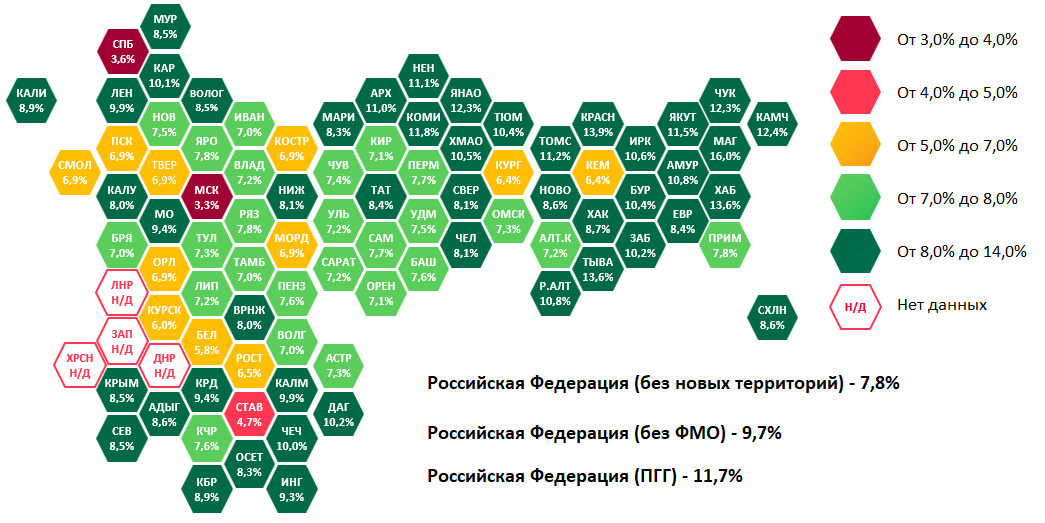 МУР
8,5%
СПБ
3,6%
КАР
10,1%
НЕН
11,1%
КАЛИ
8,9%
ЛЕН
9,9%
ВОЛОГ
8,5%
АРХ
11,0%
ЯНАО
12,3%
ЧУК
12,3%
НОВ
7,5%
ИВАН
7,0%
МАРИ
8,3%
КОМИ
11,8%
ТЮМ
10,4%
КРАСН
13,9%
ЯКУТ
11,5%
КАМЧ
12,4%
ПСК
6,9%
ЯРО
7,8%
КОСТР
6,9%
КИР
7,1%
ХМАО
10,5%
ТОМС
11,2%
ИРК
10,6%
МАГ
16,0%
СМОЛ
6,9%
ТВЕР
6,9%
ВЛАД
7,2%
ЧУВ
7,4%
ПЕРМ
7,7%
КУРГ
6,4%
КЕМ
6,4%
АМУР
10,8%
КАЛУ
8,0%
МСК
3,3%
НИЖ
8,1%
ТАТ
8,4%
СВЕР
8,1%
НОВО
8,6%
БУР
10,4%
ХАБ
13,6%
МО
9,4%
РЯЗ
7,8%
УЛЬ
7,2%
УДМ
7,5%
ОМСК
7,3%
ХАК
8,7%
ЕВР
8,4%
БРЯ
7,0%
ТУЛ
7,3%
МОРД
6,9%
САМ
7,7%
ЧЕЛ
8,1%
АЛТ.К
7,2%
ЗАБ
10,2%
ПРИМ
7,8%
ОРЛ
6,9%
ТАМБ
7,0%
САРАТ
7,2%
БАШ
7,6%
ТЫВА
13,6%
ЛНР
Н/Д
ЛИП
7,2%
ПЕНЗ
7,6%
ОРЕН
7,1%
Р.АЛТ
10,8%
КУРСК
6,0%
ВРНЖ
8,0%
СХЛН
8,6%
ЗАП
Н/Д
БЕЛ
5,8%
ВОЛГ
7,0%
ХРСН
Н/Д
ДНР
Н/Д
РОСТ
6,5%
АСТР
7,3%
КРЫМ
8,5%
КРД
9,4%
КАЛМ
9,9%
АДЫГ
8,6%
СТАВ
4,7%
ДАГ
10,2%
СЕВ
8,5%
КЧР
7,6%
ЧЕЧ
10,0%
ОСЕТ
8,3%
КБР
8,9%
ИНГ
9,3%
От 3,0% до 4,0%
От 4,0% до 5,0%
От 5,0% до 7,0%
От 7,0% до 8,0%
От 8,0% до 14,0%
Н/Д
Нет данных
Российская Федерация (без новых территорий) - 7,8%
Российская Федерация (без ФМО) - 9,7%
Российская Федерация (ПГГ) - 11,7%